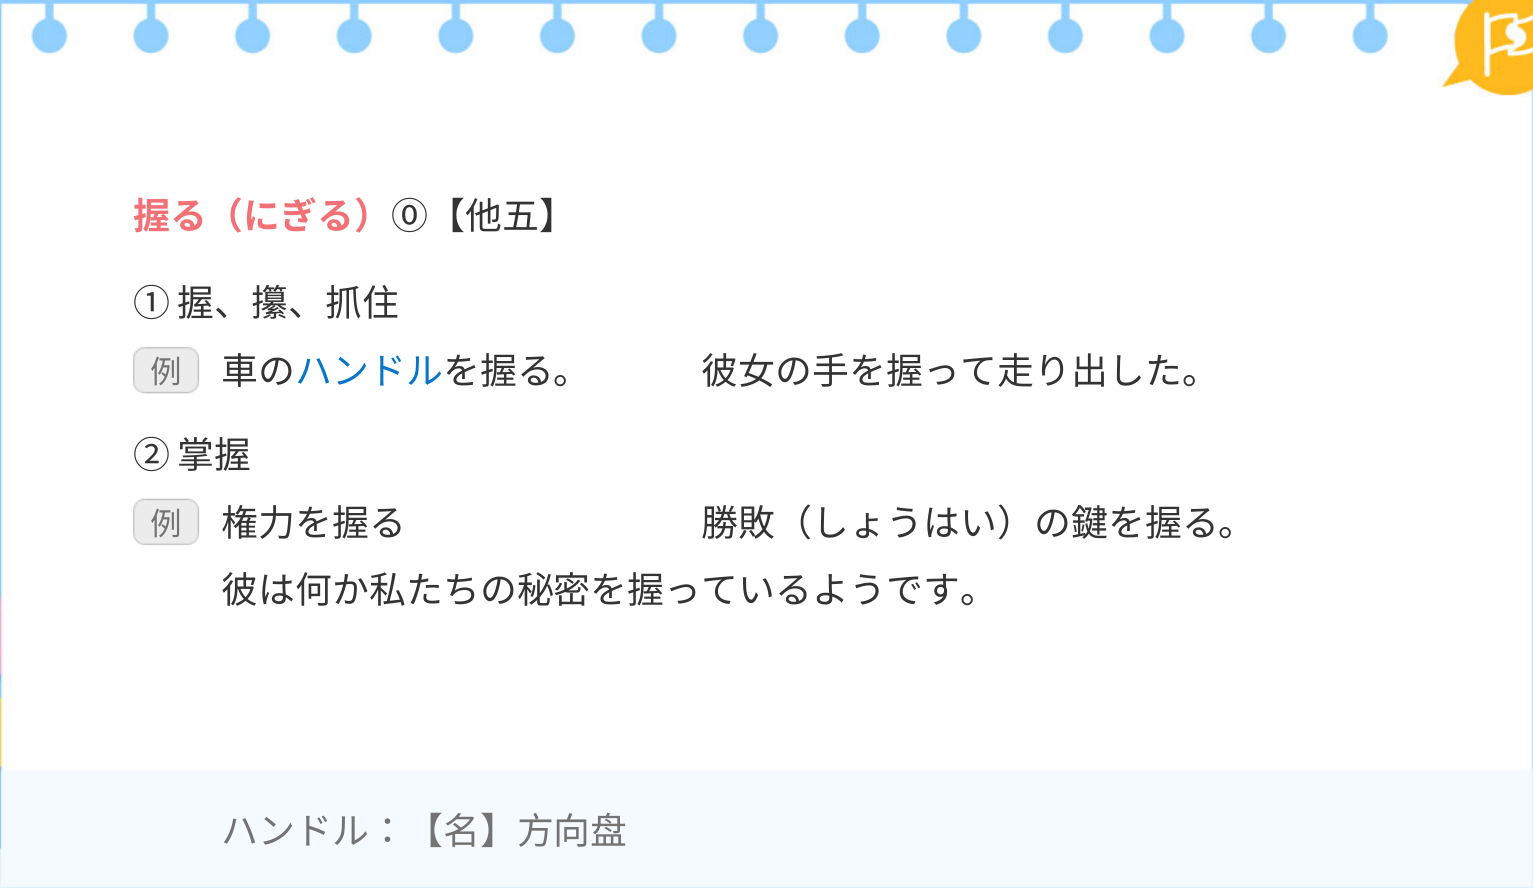 握る（にぎる）⓪【他五】
① 握、攥、抓住
例 車のハンドルを握る。 彼女の手を握って走り出した。
② 掌握
例 権力を握る 勝敗（しょうはい）の鍵を握る。
彼は何か私たちの秘密を握っているようです。
ハンドル：【名】方向盘